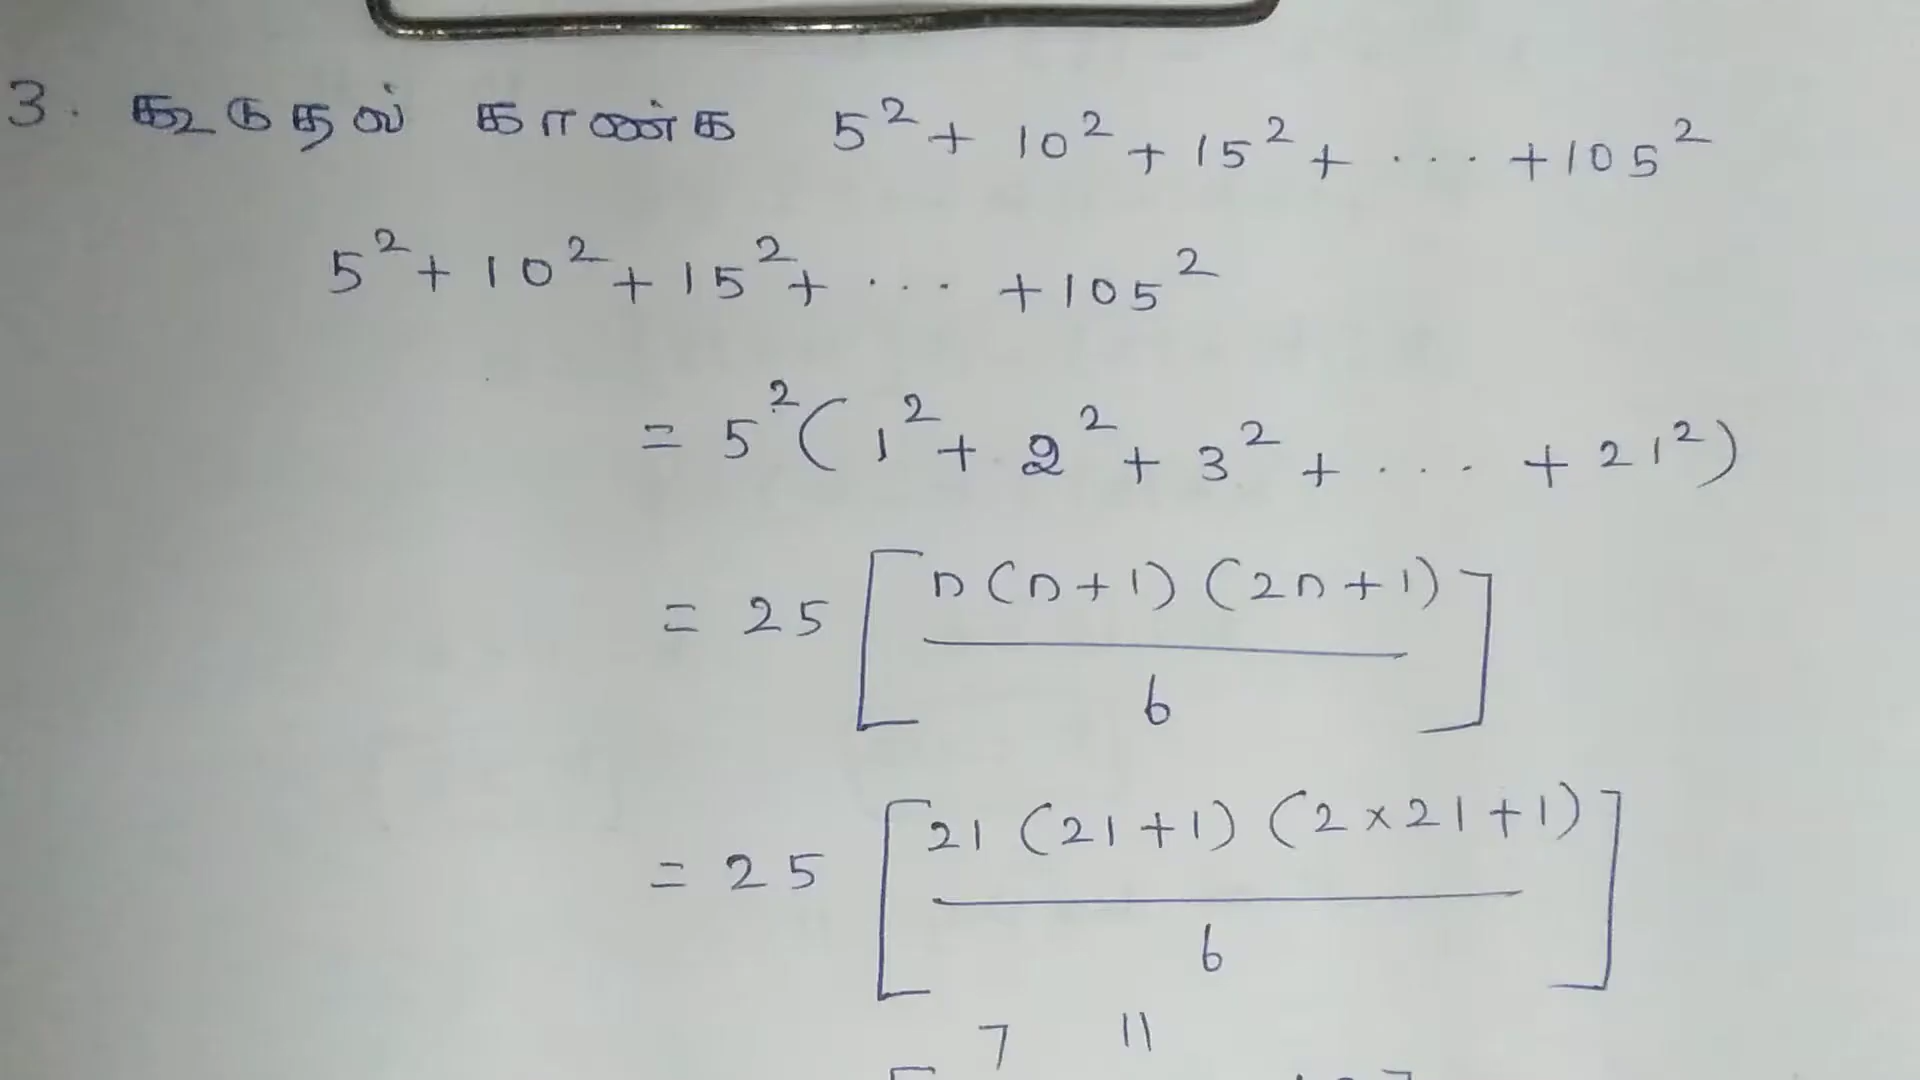 3. கூடுதல் காண்க 5² + 10² + 15² + ... + 105²
5² + 10² + 15² + ... + 105²
= 5² ( 1² + 2² + 3² + ... + 21² )
= 25 [ n (n+1) (2n+1)
6 ]
= 25 [ 21 (21+1) (2×21+1)
6 ]
7 11